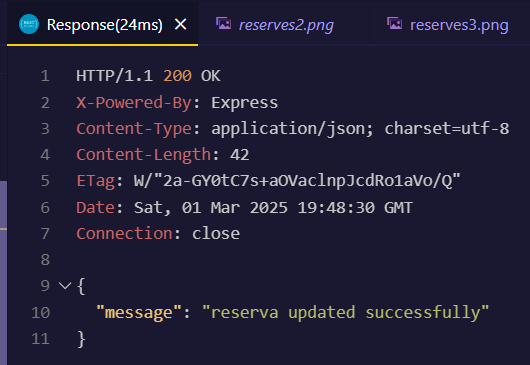 Response(24ms) × reserves2.png reserves3.png
1 HTTP/1.1 200 OK
2 X-Powered-By: Express
3 Content-Type: application/json; charset=utf-8
4 Content-Length: 42
5 ETag: W/"2a-GY0tC7s+aOVaclnpJcdRo1aVo/Q"
6 Date: Sat, 01 Mar 2025 19:48:30 GMT
7 Connection: close
8
9 {
10 "message": "reserva updated successfully"
11 }